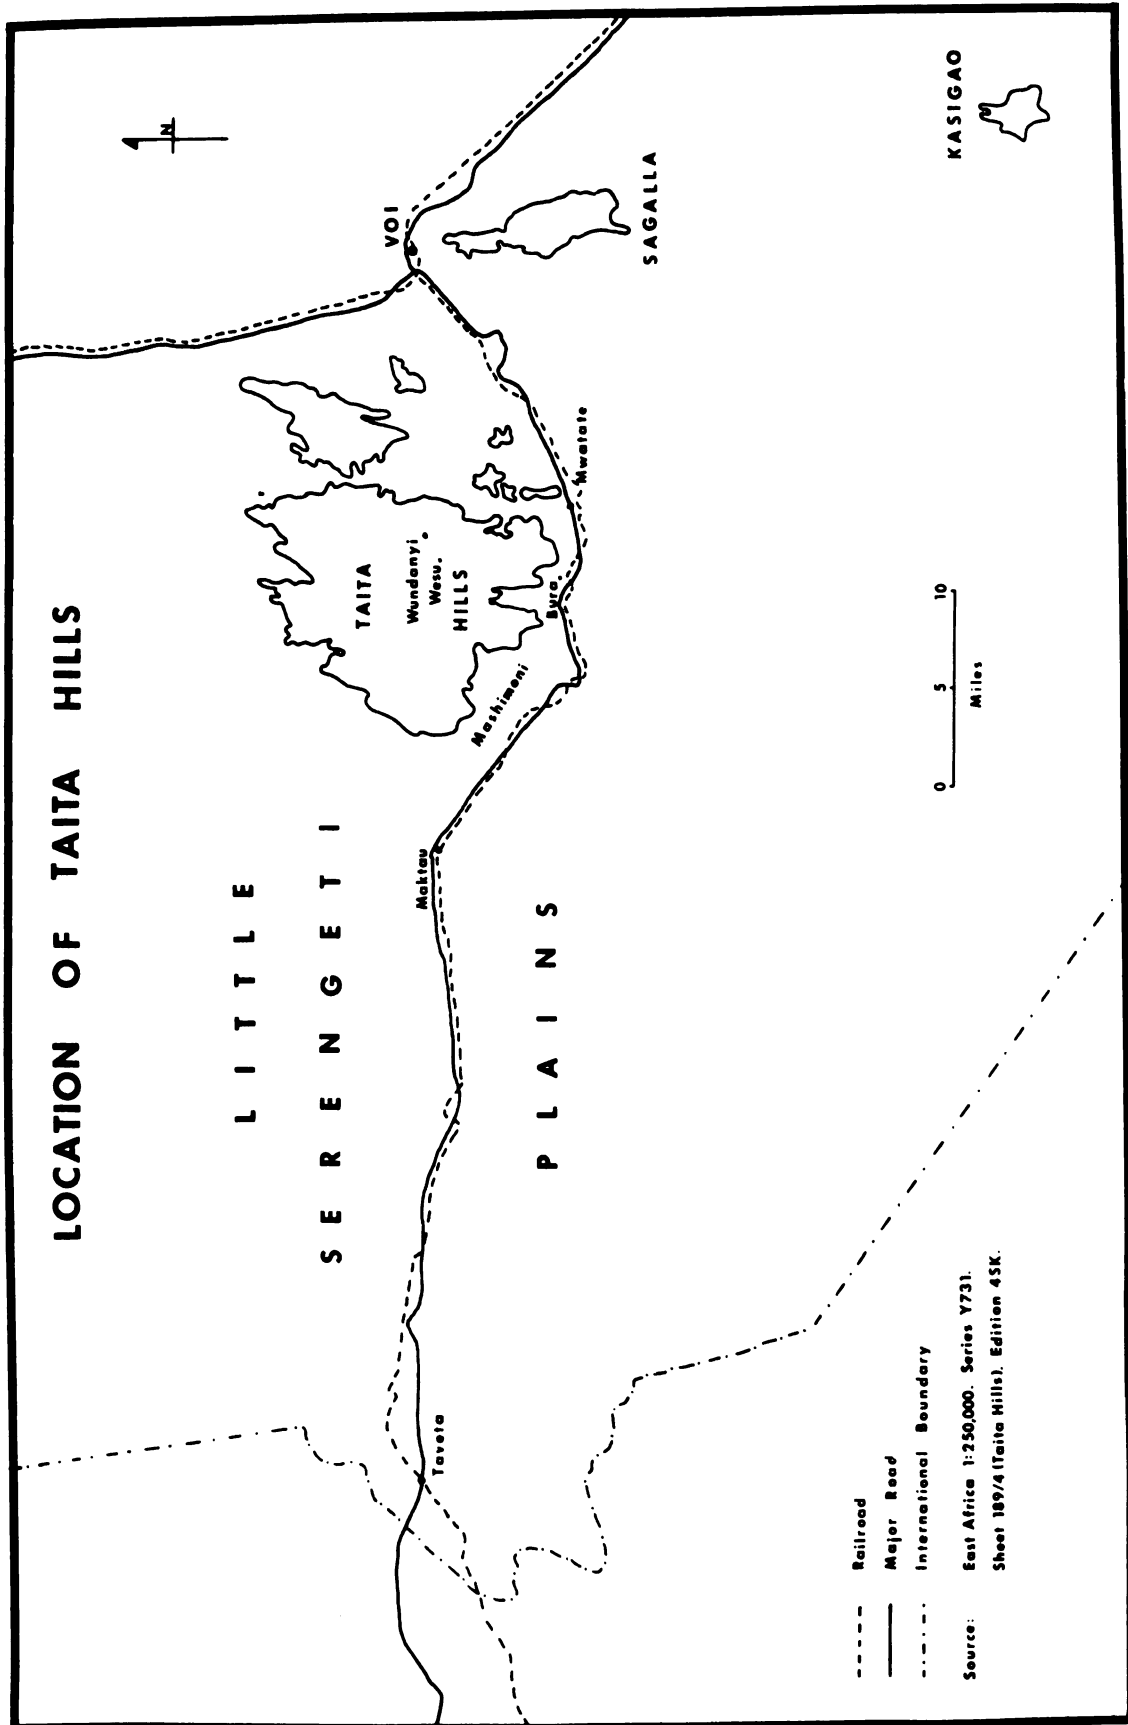 LOCATION OF TAITA HILLS
N
LITTLE
SERENGETI
PLAINS
VOI
SAGALLA
KASIGAO
TAITA
Wundanyi
Wesu
HILLS
Mwatate
Bura
Mashimoni
Maktau
Taveta
0 5 10
Miles
Railroad
Major Road
International Boundary
Source: East Africa 1:250,000. Series Y731.
Sheet 189/4 (Taita Hills). Edition 4SK.